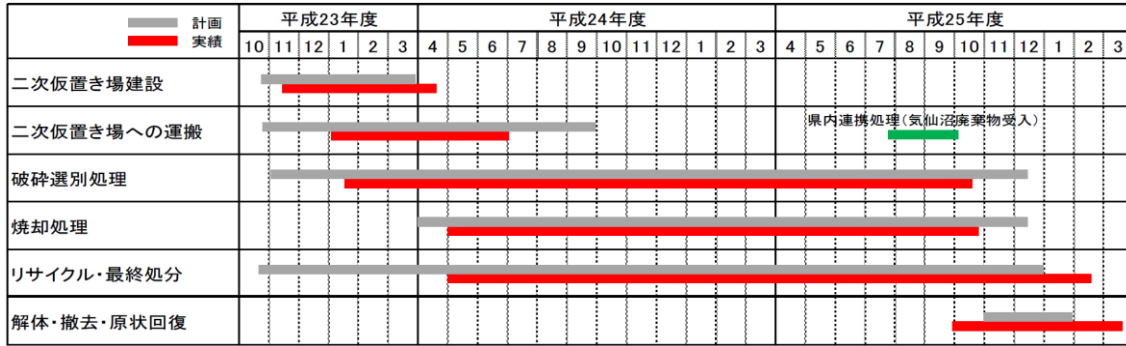 計画
実績
平成23年度 平成24年度 平成25年度
10 11 12 1 2 3 4 5 6 7 8 9 10 11 12 1 2 3 4 5 6 7 8 9 10 11 12 1 2 3
二次仮置き場建設
二次仮置き場への運搬
県内連携処理(気仙沼廃棄物受入)
破砕選別処理
焼却処理
リサイクル・最終処分
解体・撤去・原状回復